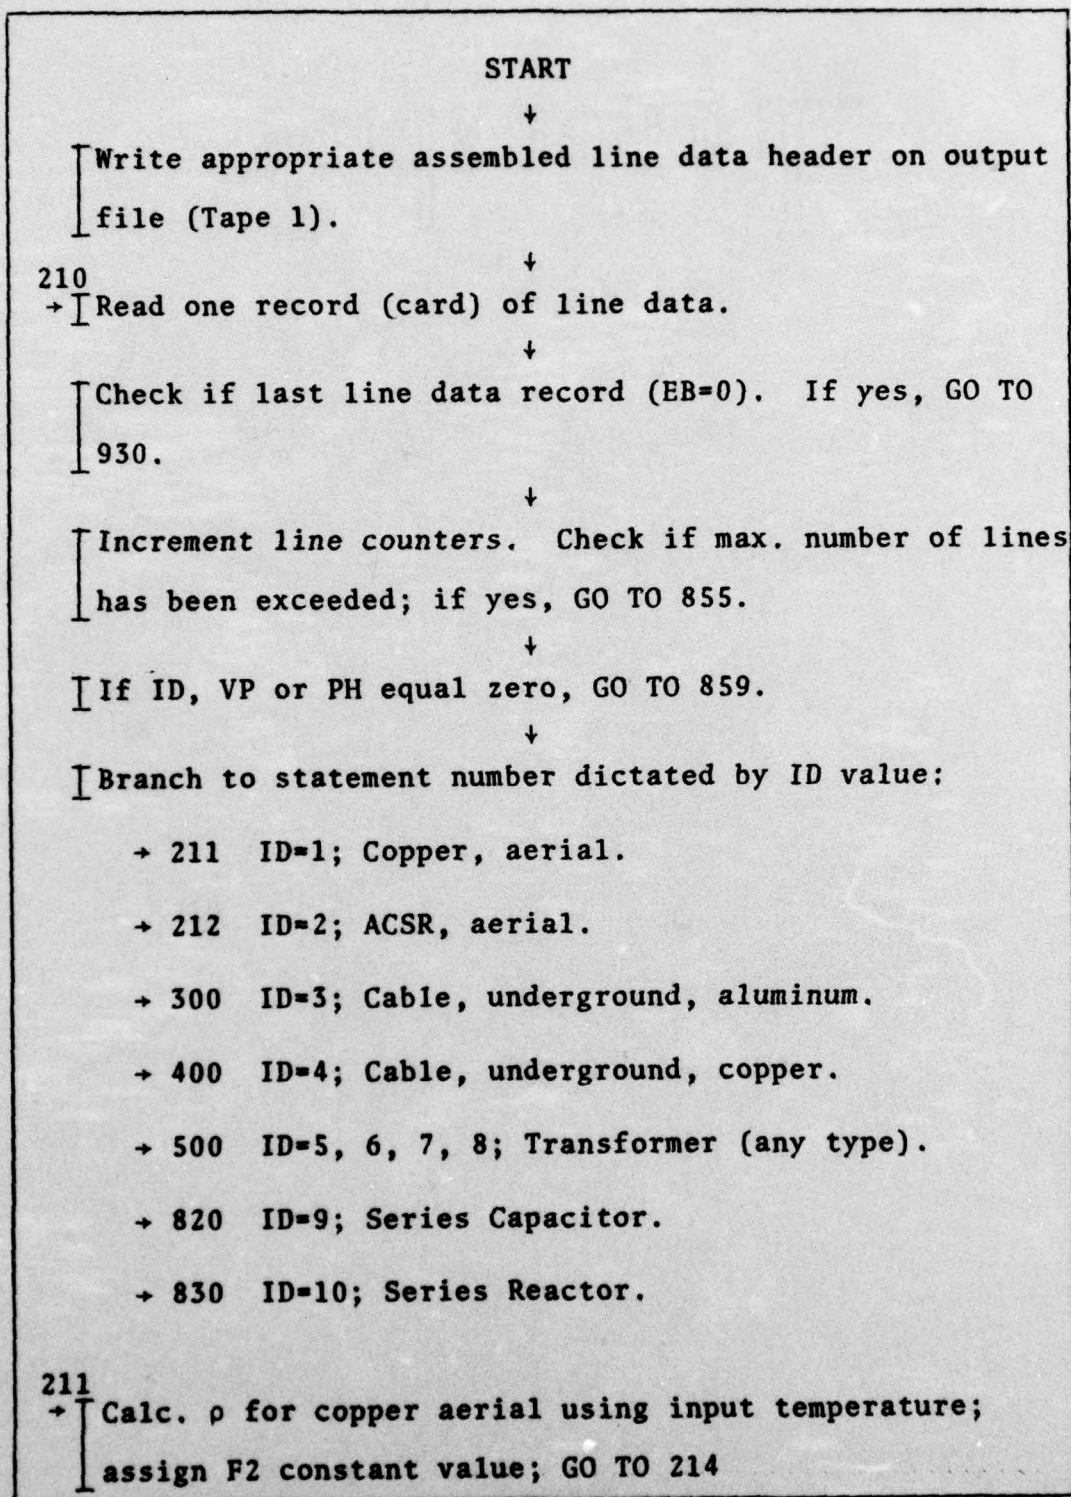 START
↓
Write appropriate assembled line data header on output
file (Tape 1).
↓
210
→ Read one record (card) of line data.
↓
Check if last line data record (EB=0). If yes, GO TO
930.
↓
Increment line counters. Check if max. number of lines
has been exceeded; if yes, GO TO 855.
↓
If ID, VP or PH equal zero, GO TO 859.
↓
Branch to statement number dictated by ID value:
→ 211 ID=1; Copper, aerial.
→ 212 ID=2; ACSR, aerial.
→ 300 ID=3; Cable, underground, aluminum.
→ 400 ID=4; Cable, underground, copper.
→ 500 ID=5, 6, 7, 8; Transformer (any type).
→ 820 ID=9; Series Capacitor.
→ 830 ID=10; Series Reactor.
211
→ Calc. ρ for copper aerial using input temperature;
assign F2 constant value; GO TO 214